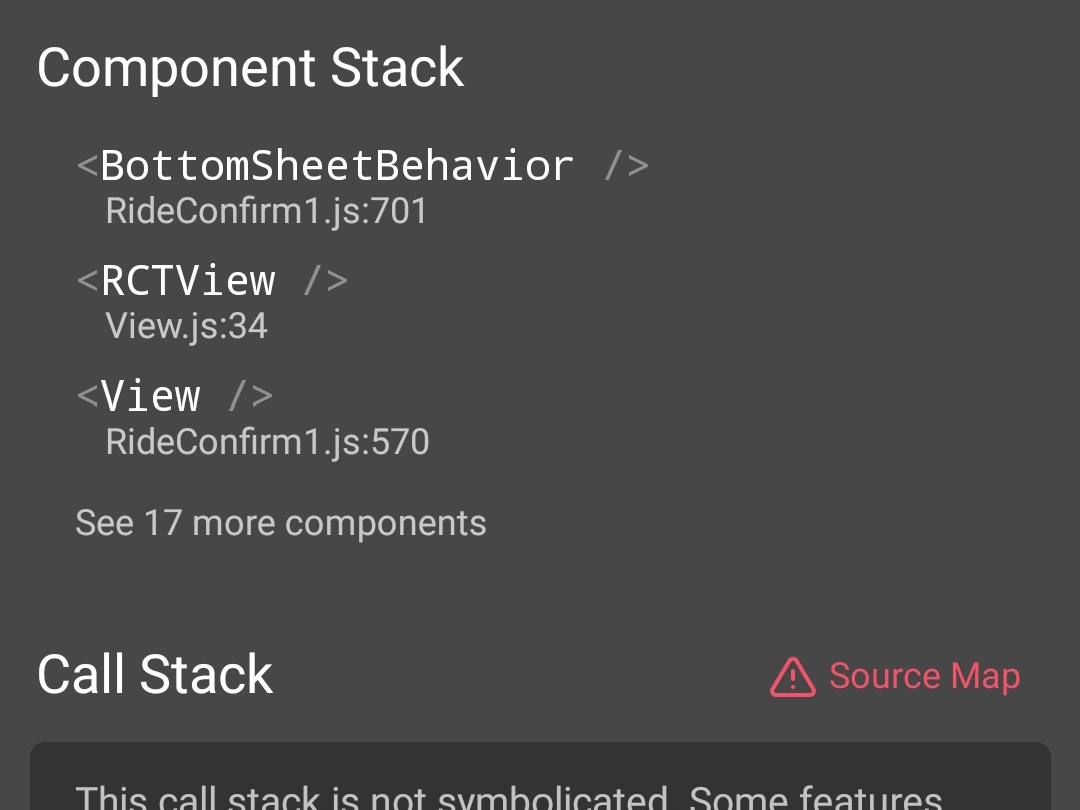 Component Stack
<BottomSheetBehavior />
RideConfirm1.js:701
<RCTView />
View.js:34
<View />
RideConfirm1.js:570
See 17 more components
Call Stack
Source Map
This call stack is not symbolicated. Some features